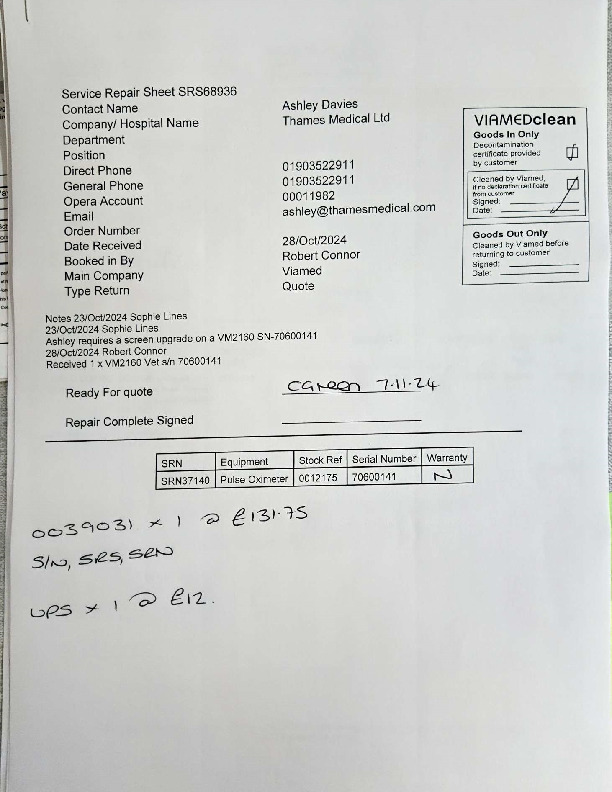 Service Repair Sheet SRS68936
Contact Name Ashley Davies
Company/ Hospital Name Thames Medical Ltd
Department
Position
Direct Phone 01903522911
General Phone 01903522911
Opera Account 00011982
Email ashley@thamesmedical.com
Order Number
Date Received 28/Oct/2024
Booked in By Robert Connor
Main Company Viamed
Type Return Quote
VIAMEDclean
Goods In Only
Decontamination
certificate provided
by customer
Cleaned by Viamed,
if no declaration certificate
from customer
Signed:
Date:
Goods Out Only
Cleaned by Viamed before
returning to customer
Signed:
Date:
Notes 23/Oct/2024 Sophie Lines
23/Oct/2024 Sophie Lines
Ashley requires a screen upgrade on a VM2160 SN-70600141
28/Oct/2024 Robert Connor
Received 1 x VM2160 Vet s/n 70600141
Ready For quote CGreen 7.11.24
Repair Complete Signed
SRN Equipment Stock Ref Serial Number Warranty
SRN37140 Pulse Oximeter 0012175 70600141 N
0039031 x 1 @ £131.75
S/N, SRS, SRN
UPS x 1 @ £12.